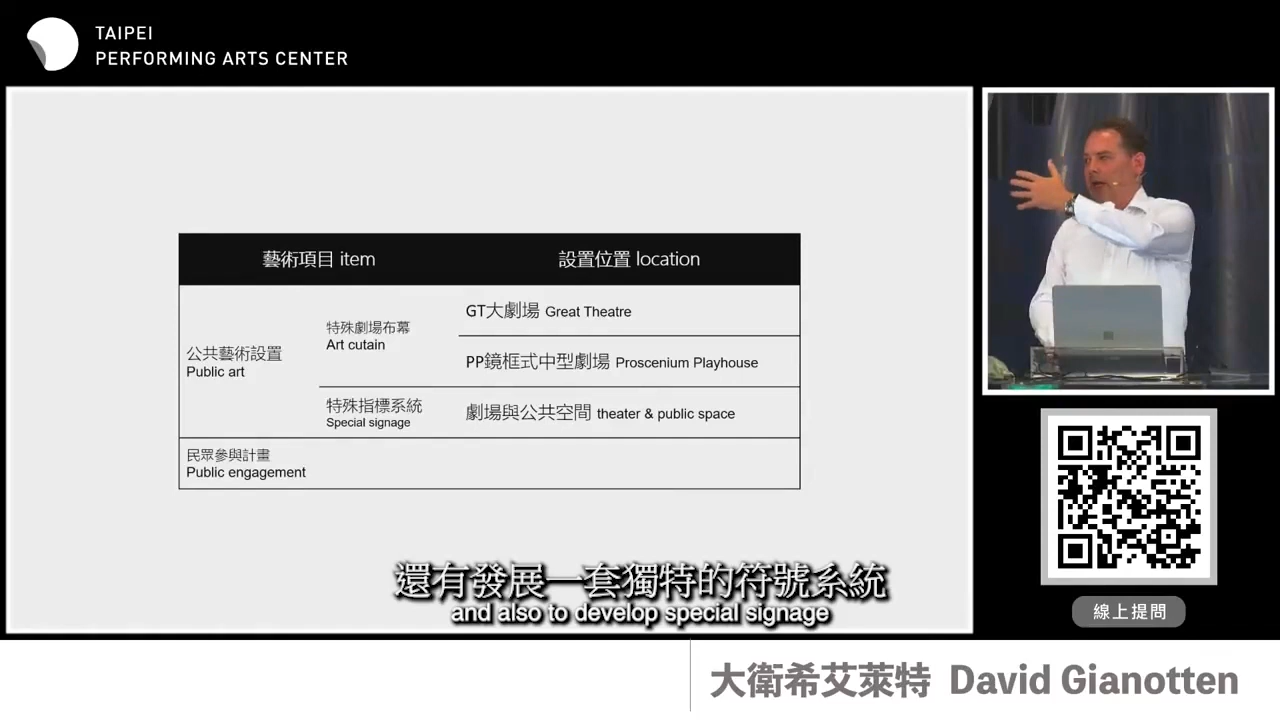 TAIPEI
PERFORMING ARTS CENTER
藝術項目 item
設置位置 location
公共藝術設置
Public art
特殊劇場布幕
Art cutain
GT大劇場 Great Theatre
PP鏡框式中型劇場 Proscenium Playhouse
特殊指標系統
Special signage
劇場與公共空間 theater & public space
民眾參與計畫
Public engagement
還有發展一套獨特的符號系統
and also to develop special signage
線上提問
大衛希艾萊特 David Gianotten